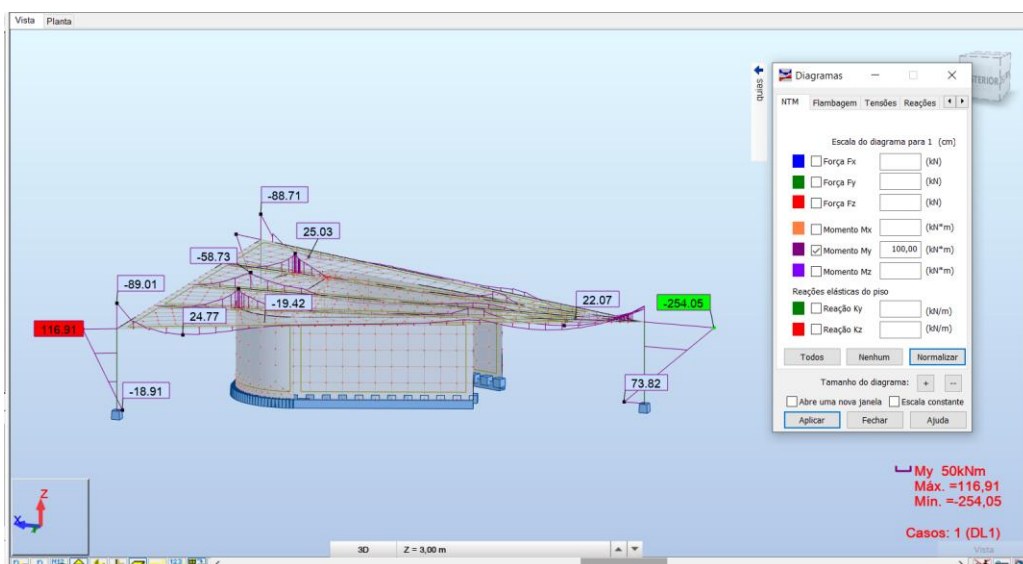 Vista Planta
Diagramas
NTM Flambagem Tensões Reações
Escala do diagrama para 1 (cm)
Força Fx (kN)
Força Fy (kN)
Força Fz (kN)
Momento Mx (kN*m)
Momento My 100,00 (kN*m)
Momento Mz (kN*m)
Reações elásticas do piso
Reação Ky (kN/m)
Reação Kz (kN/m)
Todos Nenhum Normalizar
Tamanho do diagrama: + --
Abre uma nova janela Escala constante
Aplicar Fechar Ajuda
-88.71
25.03
-58.73
-89.01
-19.42
22.07
-254.05
24.77
116.91
-18.91
73.82
My 50kNm
Máx. =116,91
Mín. =-254,05
Casos: 1 (DL1)
Vista
Z
X
3D Z = 3,00 m